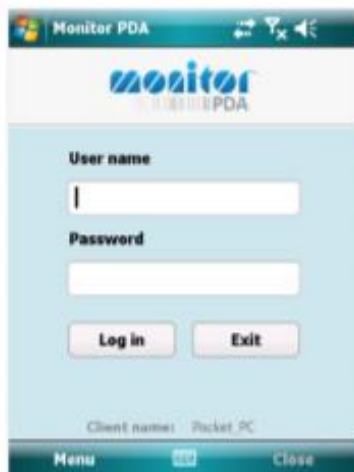 Monitor PDA
monitor
PDA
User name
Password
Log in Exit
Client name: Pocket_PC
Menu Close